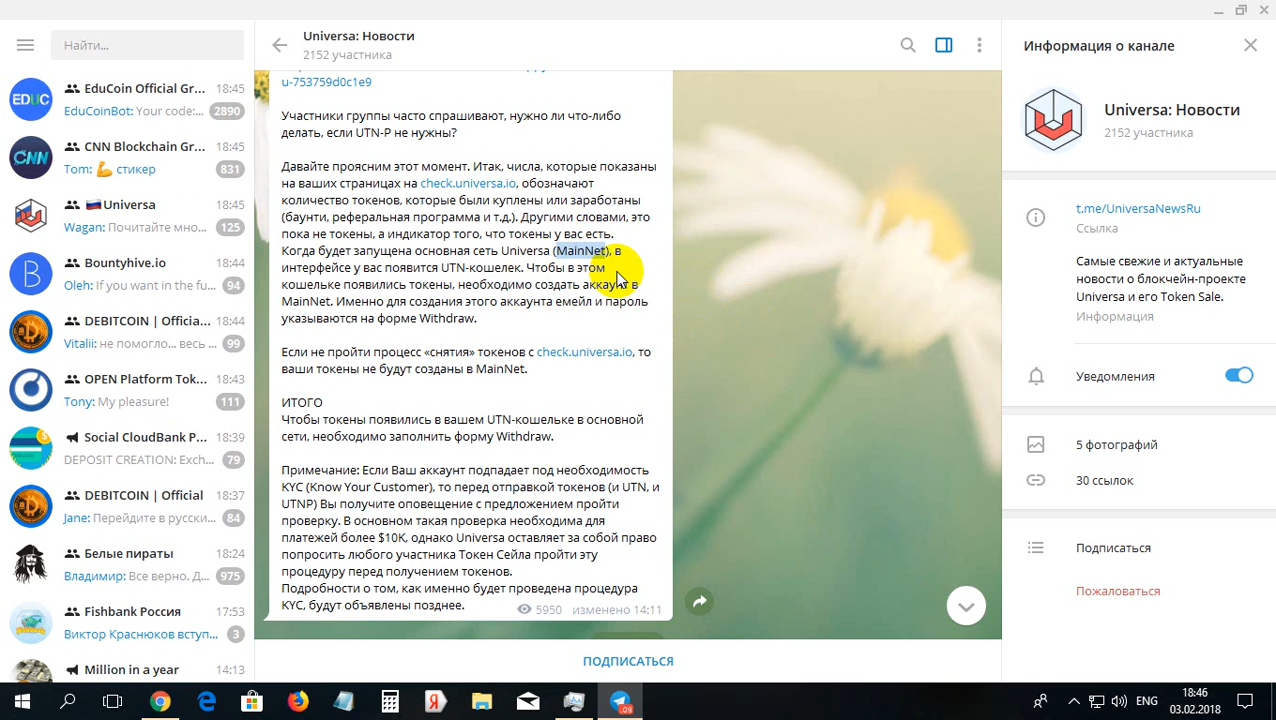 Найти...
EduCoin Official Gr...
18:45
EduCoinBot: Your code:...
2890
CNN Blockchain Gr...
18:45
Tom: 💪 стикер
831
🇷🇺Universa
18:45
Wagan: Почитайте мно...
125
Bountyhive.io
18:45
Oleh: If you want in the fu...
94
DEBITCOIN | Officia...
18:44
Vitalii: не помогло... весь ...
99
OPEN Platform Tok...
18:43
Tony: My pleasure!
111
Social CloudBank P...
18:39
DEPOSIT CREATION: Exch...
79
DEBITCOIN | Official
18:37
Jane: Перейдите в русски...
84
Белые пираты
18:24
Владимир: Все верно. Д...
975
Fishbank Россия
17:53
Виктор Краснюков вступ...
3
Million in a year
14:13
Universa: Новости
2152 участника
u-753759d0c1e9
Участники группы часто спрашивают, нужно ли что-либо
делать, если UTN-P не нужны?
Давайте проясним этот момент. Итак, числа, которые показаны
на ваших страницах на check.universa.io, обозначают
количество токенов, которые были куплены или заработаны
(баунти, реферальная программа и т.д.). Другими словами, это
пока не токены, а индикатор того, что токены у вас есть.
Когда будет запущена основная сеть Universa (MainNet), в
интерфейсе у вас появится UTN-кошелек. Чтобы в этом
кошельке появились токены, необходимо создать аккаунт в
MainNet. Именно для создания этого аккаунта емейл и пароль
указываются на форме Withdraw.
Если не пройти процесс «снятия» токенов с check.universa.io, то
ваши токены не будут созданы в MainNet.
ИТОГО
Чтобы токены появились в вашем UTN-кошельке в основной
сети, необходимо заполнить форму Withdraw.
Примечание: Если Ваш аккаунт подпадает под необходимость
KYC (Know Your Customer), то перед отправкой токенов (и UTN, и
UTNP) Вы получите оповещение с предложением пройти
проверку. В основном такая проверка необходима для
платежей более $10K, однако Universa оставляет за собой право
попросить любого участника Токен Сейла пройти эту
процедуру перед получением токенов.
Подробности о том, как именно будет проведена процедура
KYC, будут объявлены позднее.
5950 изменено 14:11
ПОДПИСАТЬСЯ
Информация о канале
Universa: Новости
2152 участника
t.me/UniversaNewsRu
Ссылка
Самые свежие и актуальные
новости о блокчейн-проекте
Universa и его Token Sale.
Информация
Уведомления
5 фотографий
30 ссылок
Подписаться
Пожаловаться
EDUC
CNN
B
Я
.09
ENG
18:46
03.02.2018